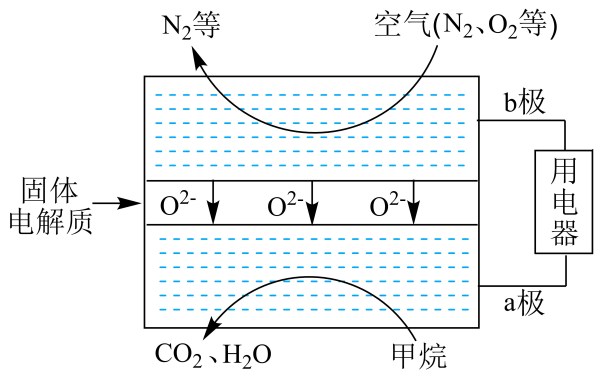 N₂等
空气(N₂、O₂等)
b极
固体
电解质
O²⁻
O²⁻
O²⁻
用电器
a极
CO₂、H₂O
甲烷